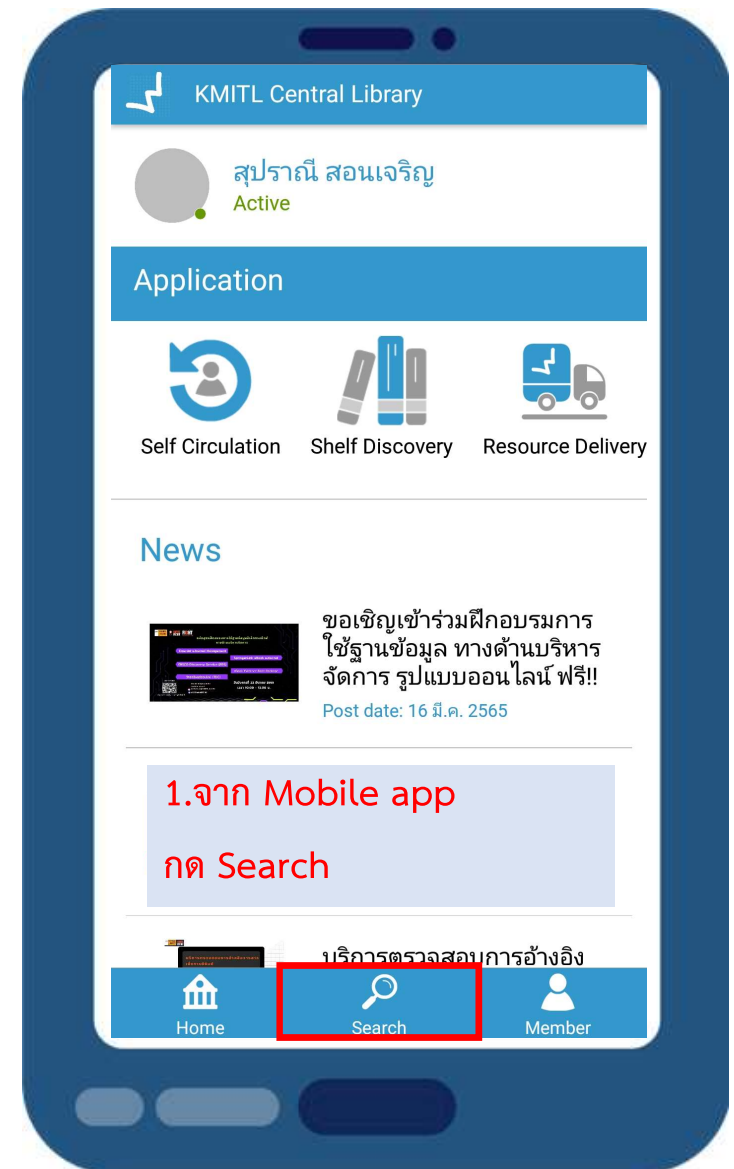 KMITL Central Library
สุปราณี สอนเจริญ
Active
Application
Self Circulation
Shelf Discovery
Resource Delivery
News
ขอเชิญเข้าร่วมฝึกอบรมการ
ใช้ฐานข้อมูล ทางด้านบริหาร
จัดการ รูปแบบออนไลน์ ฟรี!!
Post date: 16 มี.ค. 2565
1.จาก Mobile app
กด Search
บริการตรวจสอบการอ้างอิง
Home
Search
Member